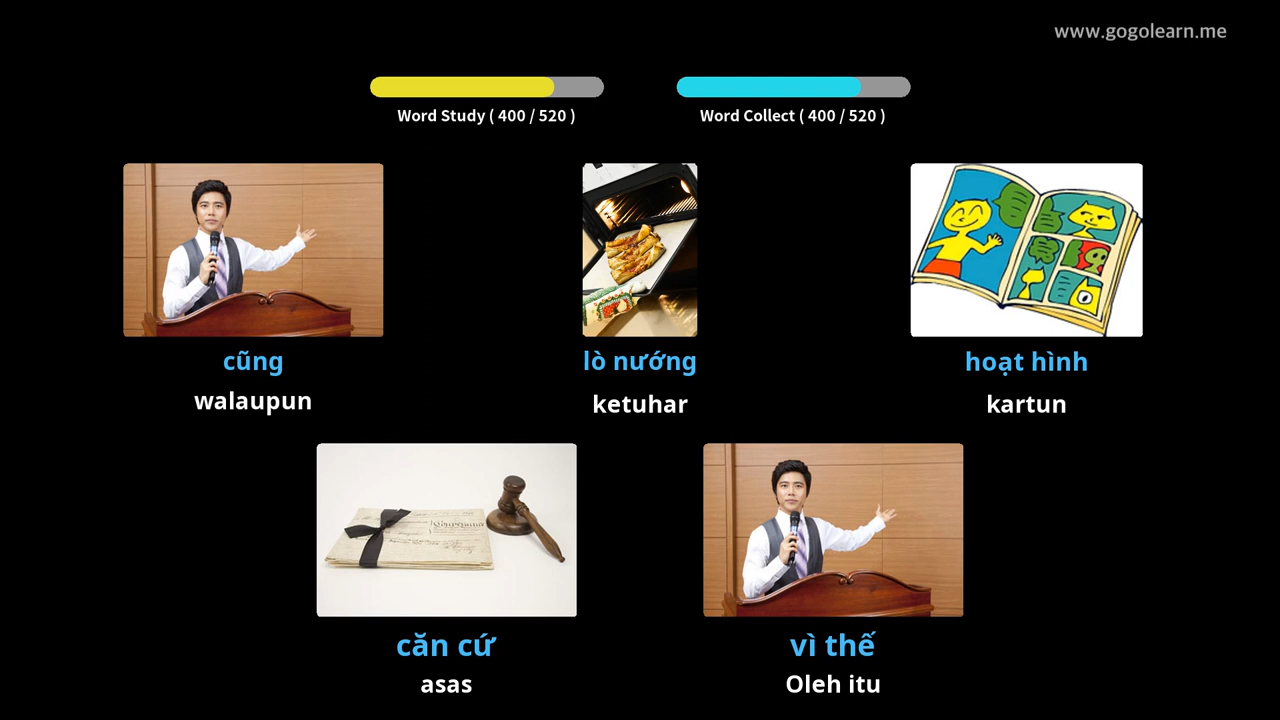 www.gogolearn.me
Word Study ( 400 / 520 )
Word Collect ( 400 / 520 )
cũng
walaupun
lò nướng
ketuhar
hoạt hình
kartun
căn cứ
asas
vì thế
Oleh itu